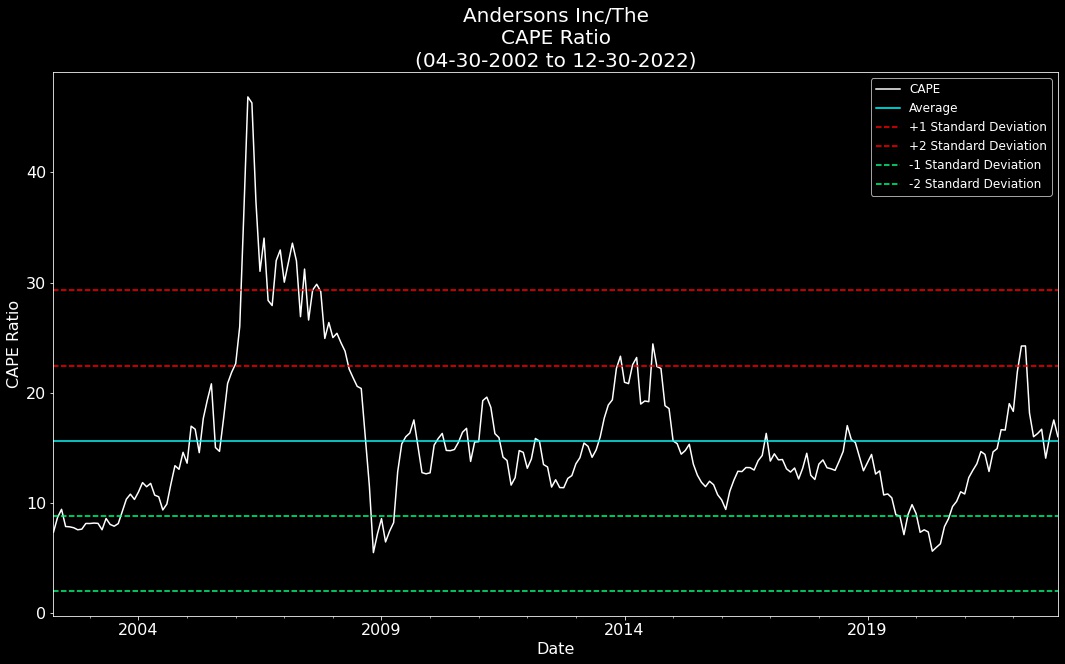 Andersons Inc/The
CAPE Ratio
(04-30-2002 to 12-30-2022)
CAPE
Average
+1 Standard Deviation
+2 Standard Deviation
-1 Standard Deviation
-2 Standard Deviation
CAPE Ratio
40
30
20
10
0
2004 2009 2014 2019
Date